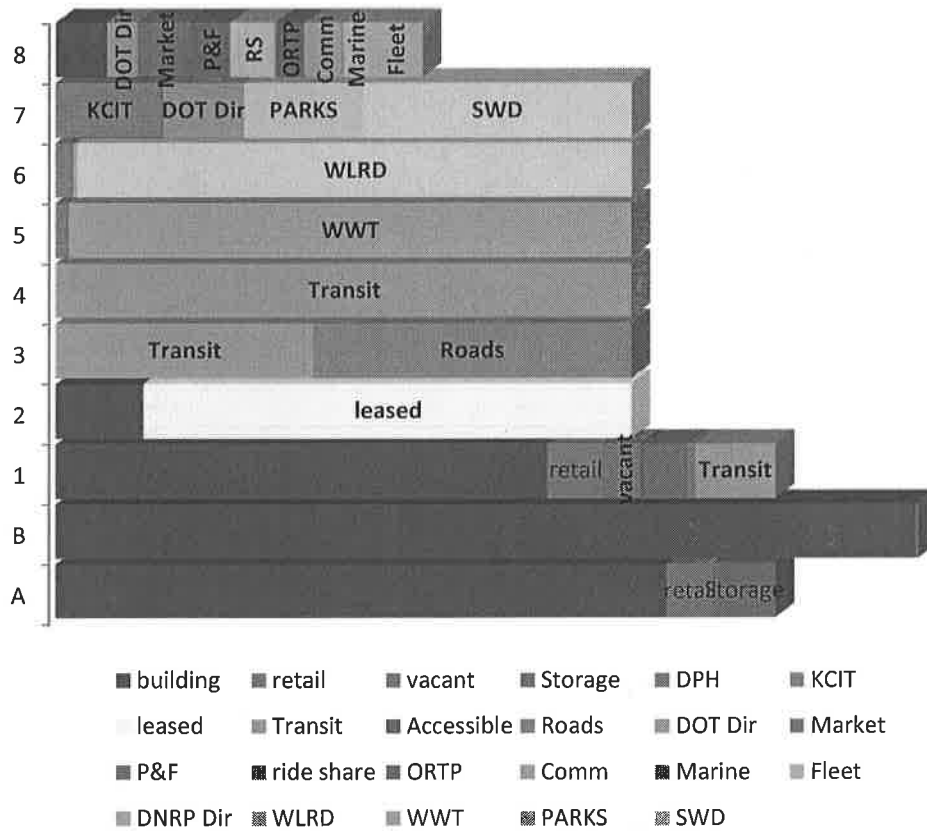 8 DOT Dir Market P&F RS ORTP Comm Marine Fleet
7 KCIT DOT Dir PARKS SWD
6 WLRD
5 WWT
4 Transit
3 Transit Roads
2 leased
1 retail vacant Transit
B
A retail Storage
building retail vacant Storage DPH KCIT
leased Transit Accessible Roads DOT Dir Market
P&F ride share ORTP Comm Marine Fleet
DNRP Dir WLRD WWT PARKS SWD